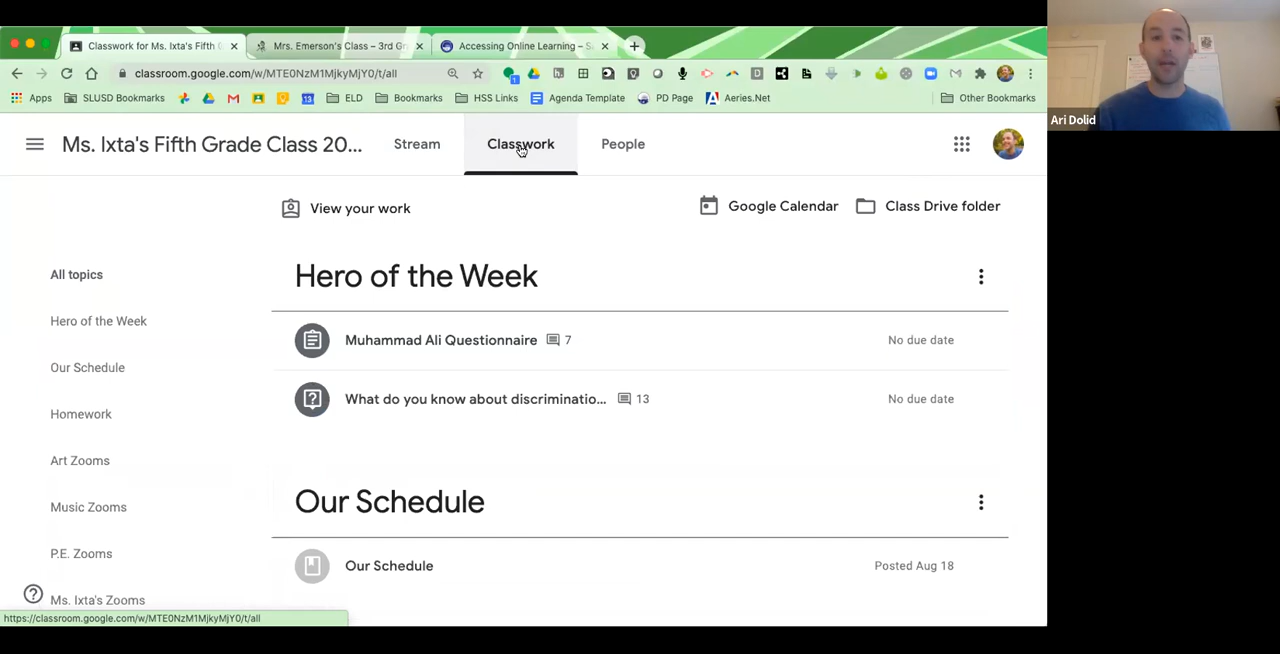 Classwork for Ms. Ixta's Fifth G
Mrs. Emerson's Class – 3rd Gr
Accessing Online Learning – S
classroom.google.com/w/MTE0NzM1MjkyMjY0/t/all
Apps
SLUSD Bookmarks
ELD
Bookmarks
HSS Links
Agenda Template
PD Page
Aeries.Net
Other Bookmarks
Ari Dolid
Ms. Ixta's Fifth Grade Class 20...
Stream
Classwork
People
View your work
Google Calendar
Class Drive folder
All topics
Hero of the Week
Our Schedule
Homework
Art Zooms
Music Zooms
P.E. Zooms
Ms. Ixta's Zooms
Hero of the Week
Muhammad Ali Questionnaire 7 No due date
What do you know about discriminatio... 13 No due date
Our Schedule
Our Schedule Posted Aug 18
https://classroom.google.com/w/MTE0NzM1MjkyMjY0/t/all